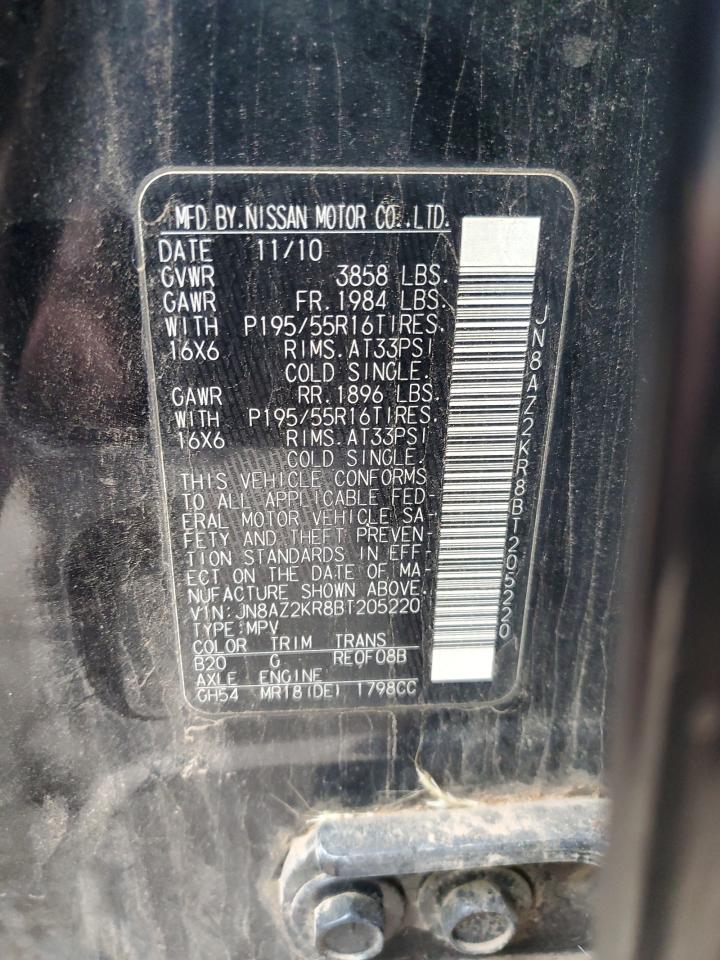 MFD BY.NISSAN MOTOR CO.,LTD.
DATE 11/10
GVWR 3858 LBS.
GAWR FR.1984 LBS.
WITH P195/55R16TIRES.
16X6 RIMS.AT33PSI
COLD SINGLE.
GAWR RR.1896 LBS.
WITH P195/55R16TIRES.
16X6 RIMS.AT33PSI
COLD SINGLE.
THIS VEHICLE CONFORMS
TO ALL APPLICABLE FED-
ERAL MOTOR VEHICLE SA-
FETY AND THEFT PREVEN-
TION STANDARDS IN EFF-
ECT ON THE DATE OF MA-
NUFACTURE SHOWN ABOVE.
VIN:JN8AZ2KR8BT205220
TYPE:MPV
COLOR TRIM TRANS
B20 G RE0F08B
AXLE ENGINE
GH54 MR18(DE) 1798CC
JN8AZ2KR8BT205220